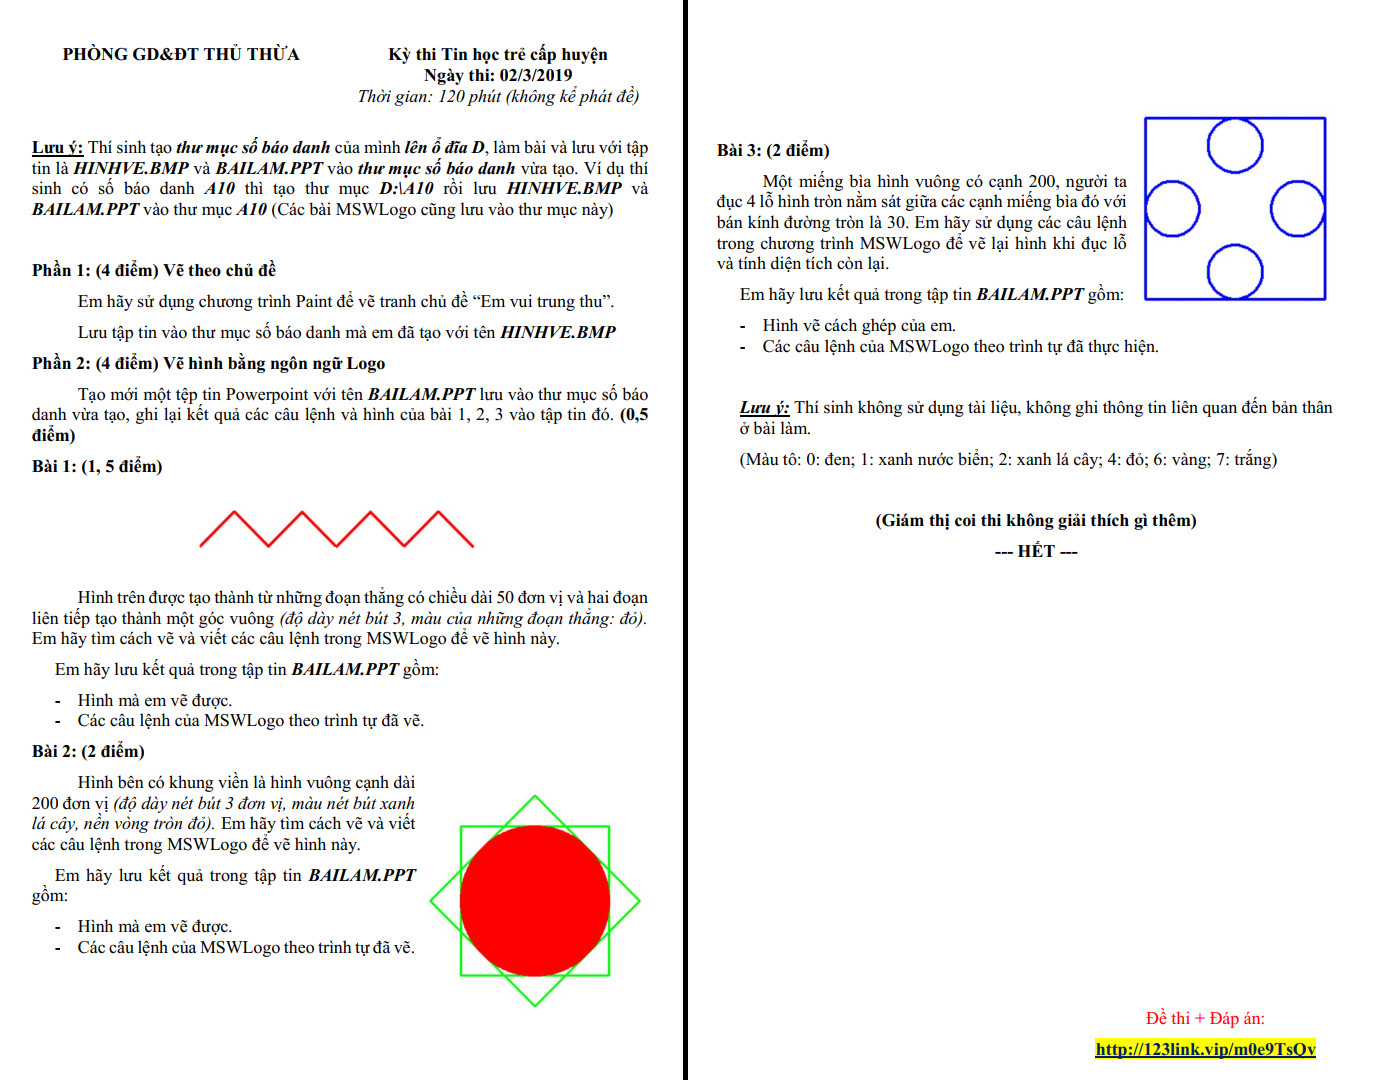 PHÒNG GD&ĐT THỦ THỪA
Kỳ thi Tin học trẻ cấp huyện
Ngày thi: 02/3/2019
Thời gian: 120 phút (không kể phát đề)
Lưu ý: Thí sinh tạo thư mục số báo danh của mình lên ổ đĩa D, làm bài và lưu với tập
tin là HINHVE.BMP và BAILAM.PPT vào thư mục số báo danh vừa tạo. Ví dụ thí
sinh có số báo danh A10 thì tạo thư mục D:\A10 rồi lưu HINHVE.BMP và
BAILAM.PPT vào thư mục A10 (Các bài MSWLogo cũng lưu vào thư mục này)
Phần 1: (4 điểm) Vẽ theo chủ đề
Em hãy sử dụng chương trình Paint để vẽ tranh chủ đề “Em vui trung thu”.
Lưu tập tin vào thư mục số báo danh mà em đã tạo với tên HINHVE.BMP
Phần 2: (4 điểm) Vẽ hình bằng ngôn ngữ Logo
Tạo mới một tệp tin Powerpoint với tên BAILAM.PPT lưu vào thư mục số báo
danh vừa tạo, ghi lại kết quả các câu lệnh và hình của bài 1, 2, 3 vào tập tin đó. (0,5
điểm)
Bài 1: (1, 5 điểm)
Hình trên được tạo thành từ những đoạn thẳng có chiều dài 50 đơn vị và hai đoạn
liên tiếp tạo thành một góc vuông (độ dày nét bút 3, màu của những đoạn thẳng: đỏ).
Em hãy tìm cách vẽ và viết các câu lệnh trong MSWLogo để vẽ hình này.
Em hãy lưu kết quả trong tập tin BAILAM.PPT gồm:
- Hình mà em vẽ được.
- Các câu lệnh của MSWLogo theo trình tự đã vẽ.
Bài 2: (2 điểm)
Hình bên có khung viền là hình vuông cạnh dài
200 đơn vị (độ dày nét bút 3 đơn vị, màu nét bút xanh
lá cây, nền vòng tròn đỏ). Em hãy tìm cách vẽ và viết
các câu lệnh trong MSWLogo để vẽ hình này.
Em hãy lưu kết quả trong tập tin BAILAM.PPT
gồm:
- Hình mà em vẽ được.
- Các câu lệnh của MSWLogo theo trình tự đã vẽ.
Bài 3: (2 điểm)
Một miếng bìa hình vuông có cạnh 200, người ta
đục 4 lỗ hình tròn nằm sát giữa các cạnh miếng bìa đó với
bán kính đường tròn là 30. Em hãy sử dụng các câu lệnh
trong chương trình MSWLogo để vẽ lại hình khi đục lỗ
và tính diện tích còn lại.
Em hãy lưu kết quả trong tập tin BAILAM.PPT gồm:
- Hình vẽ cách ghép của em.
- Các câu lệnh của MSWLogo theo trình tự đã thực hiện.
Lưu ý: Thí sinh không sử dụng tài liệu, không ghi thông tin liên quan đến bản thân
ở bài làm.
(Màu tô: 0: đen; 1: xanh nước biển; 2: xanh lá cây; 4: đỏ; 6: vàng; 7: trắng)
(Giám thị coi thi không giải thích gì thêm)
--- HẾT ---
Đề thi + Đáp án:
http://123link.vip/m0e9TsQv